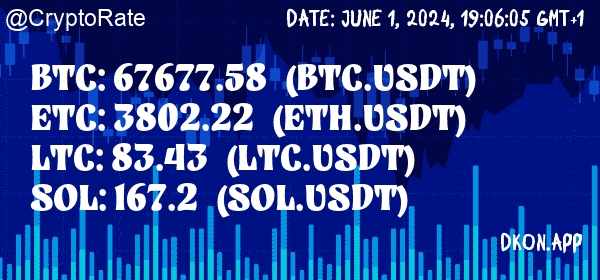 @CryptoRate
DATE: JUNE 1, 2024, 19:06:05 GMT+1
BTC: 67677.58 (BTC.USDT)
ETC: 3802.22 (ETH.USDT)
LTC: 83.43 (LTC.USDT)
SOL: 167.2 (SOL.USDT)
DKON.APP